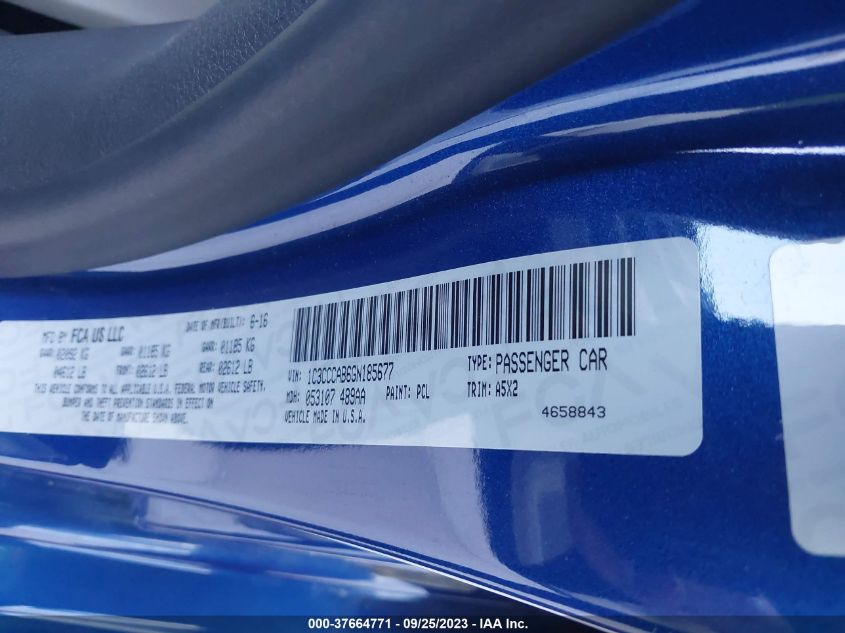 MFD BY FCA US LLC DATE OF MFR/BUILT: 6-16
GVWR: 02092 KG GAWR: 01185 KG GAWR: 01185 KG
04612 LB FRONT: 02612 LB REAR: 02612 LB
THIS VEHICLE CONFORMS TO ALL APPLICABLE U.S.A. FEDERAL MOTOR VEHICLE SAFETY,
BUMPER AND THEFT PREVENTION STANDARDS IN EFFECT ON
THE DATE OF MANUFACTURE SHOWN ABOVE.
VIN: 1C3CCCAB6GN185677 TYPE: PASSENGER CAR
MDH: 053107 489AA PAINT: PCL TRIM: A5X2
VEHICLE MADE IN U.S.A. 4658843
000-37664771 - 09/25/2023 - IAA Inc.